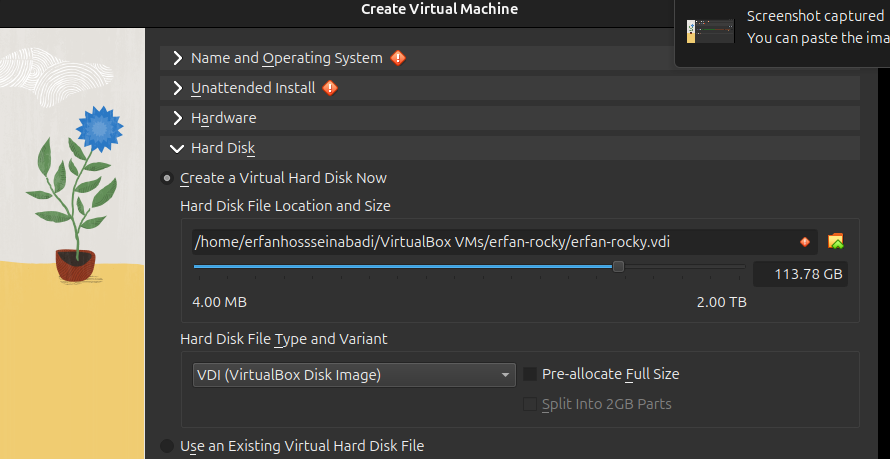 Create Virtual Machine
Screenshot captured
You can paste the ima
Name and Operating System
Unattended Install
Hardware
Hard Disk
Create a Virtual Hard Disk Now
Hard Disk File Location and Size
/home/erfanhossseinabadi/VirtualBox VMs/erfan-rocky/erfan-rocky.vdi
113.78 GB
4.00 MB 2.00 TB
Hard Disk File Type and Variant
VDI (VirtualBox Disk Image) Pre-allocate Full Size
Split Into 2GB Parts
Use an Existing Virtual Hard Disk File